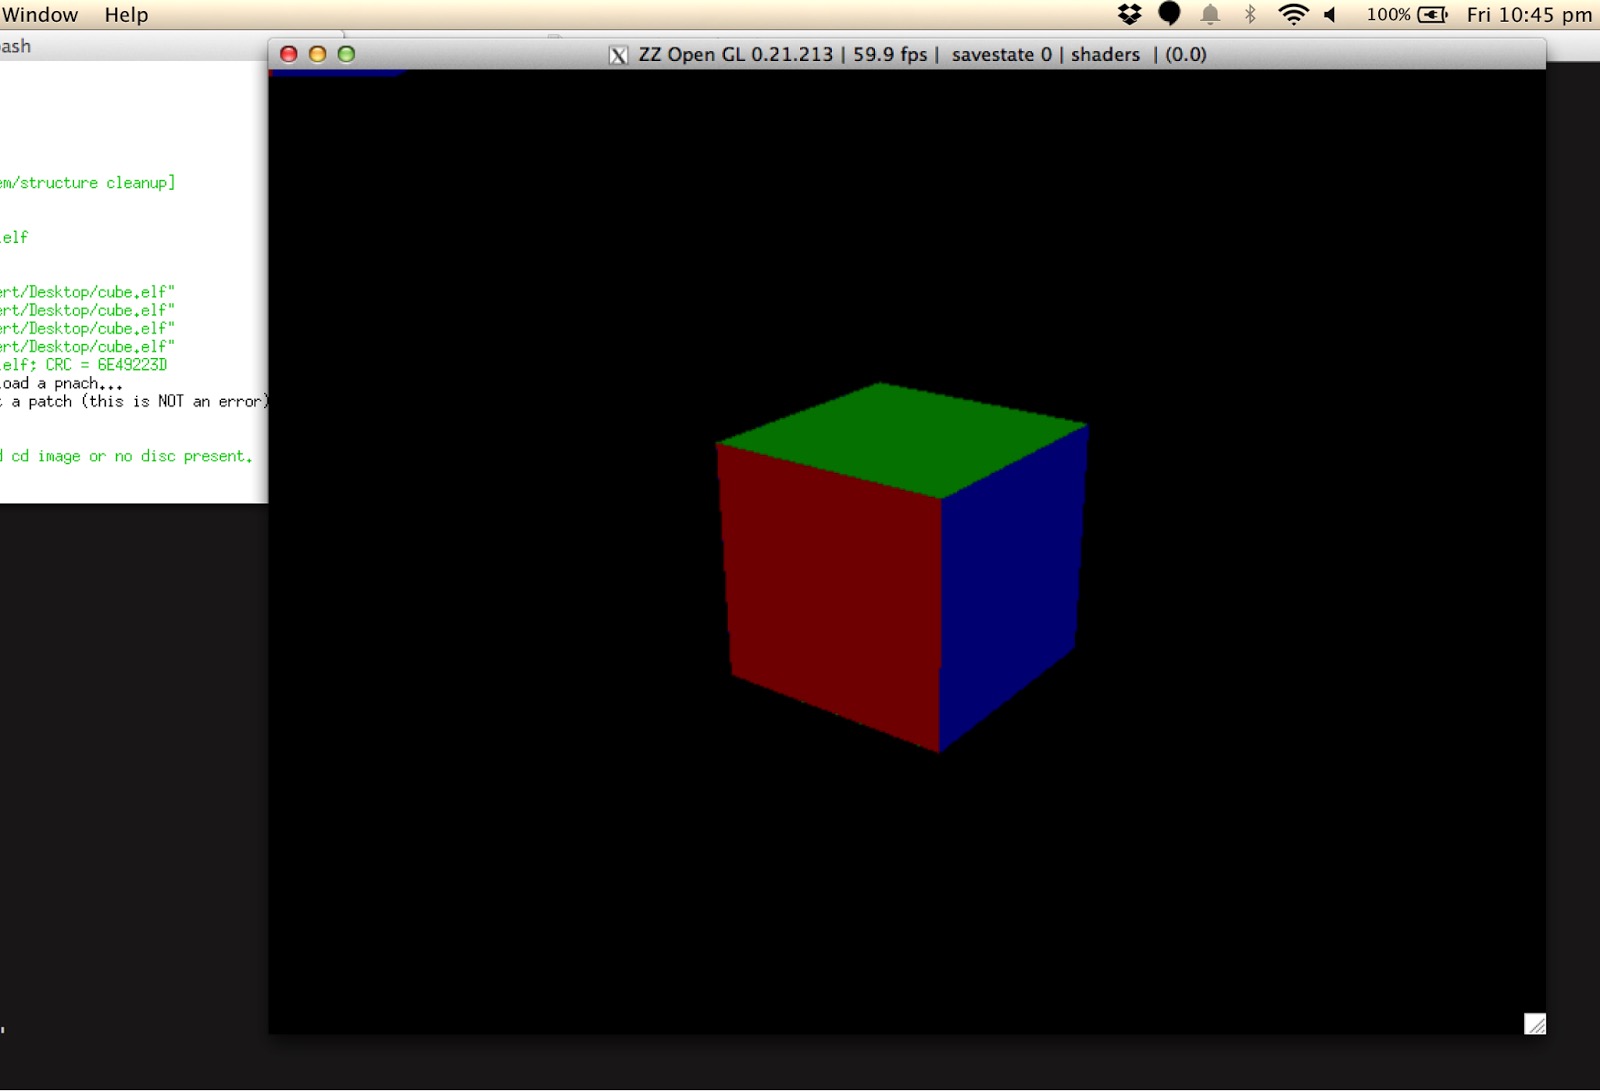 Window Help
100%
Fri 10:45 pm
ash
ZZ Open GL 0.21.213 | 59.9 fps | savestate 0 | shaders | (0.0)
em/structure cleanup]
.elf
ert/Desktop/cube.elf"
ert/Desktop/cube.elf"
ert/Desktop/cube.elf"
ert/Desktop/cube.elf"
elf; CRC = 6E49223D
oad a pnach...
t a patch (this is NOT an error)
d cd image or no disc present.